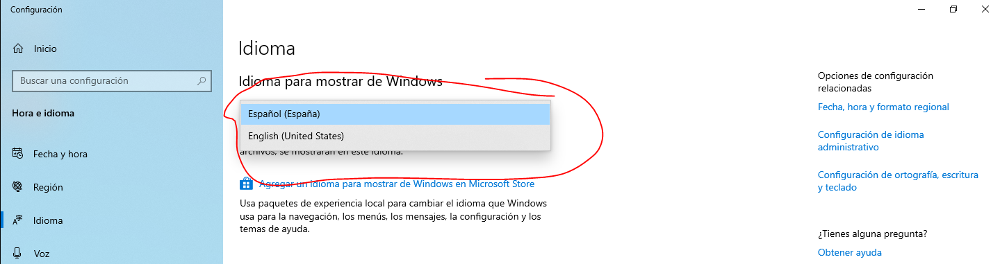 Configuración
Inicio
Buscar una configuración
Hora e idioma
Fecha y hora
Región
Idioma
Voz
Idioma
Idioma para mostrar de Windows
Español (España)
English (United States)
archivos, se mostrarán en este idioma.
Agregar un idioma para mostrar de Windows en Microsoft Store
Usa paquetes de experiencia local para cambiar el idioma que Windows
usa para la navegación, los menús, los mensajes, la configuración y los
temas de ayuda.
Opciones de configuración
relacionadas
Fecha, hora y formato regional
Configuración de idioma
administrativo
Configuración de ortografía, escritura
y teclado
¿Tienes alguna pregunta?
Obtener ayuda